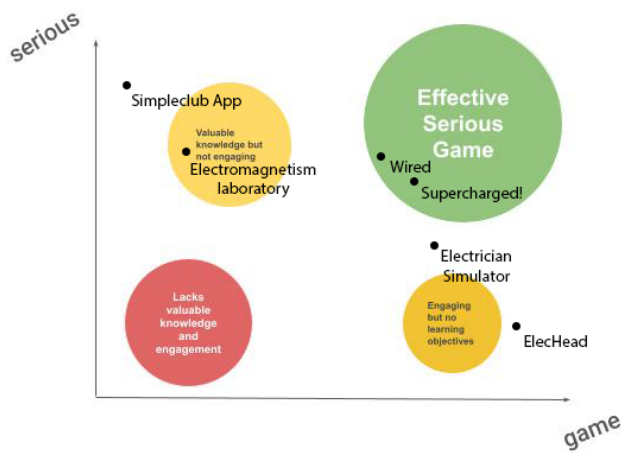 serious
Simpleclub App
Valuable
knowledge but
not engaging
Electromagnetism
laboratory
Effective
Serious
Game
Wired
Supercharged!
Electrician
Simulator
Lacks
valuable
knowledge
and
engagement
Engaging
but no
learning
objectives
ElecHead
game